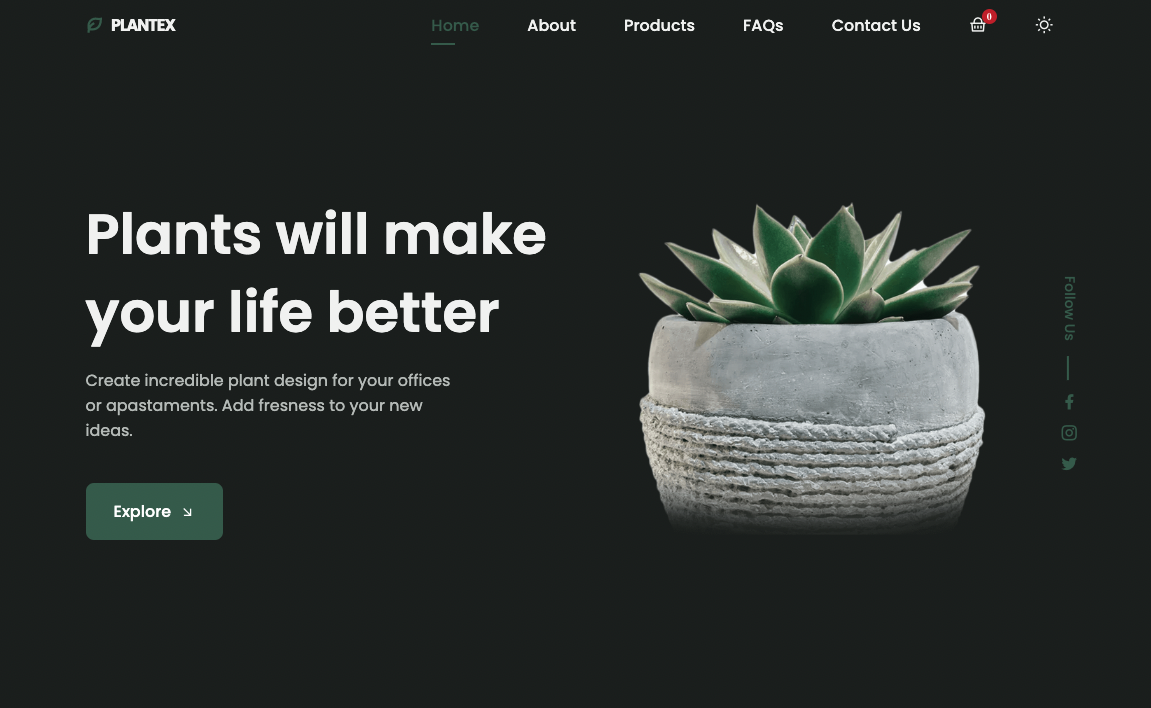 PLANTEX
Home About Products FAQs Contact Us 0
Plants will make
your life better
Create incredible plant design for your offices
or apastaments. Add fresness to your new
ideas.
Explore
Follow Us